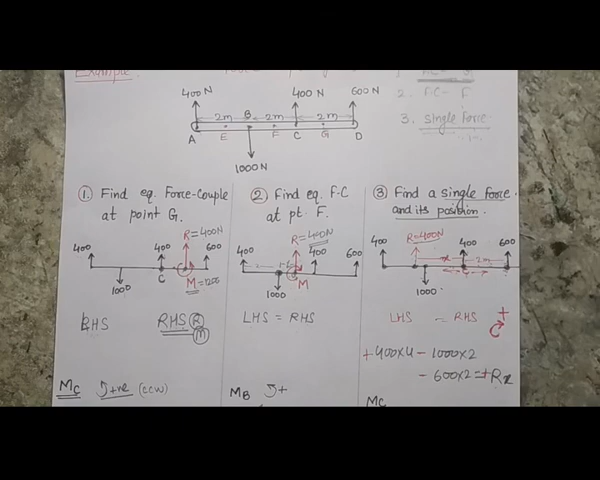 Example
2. F-C - F
3. Single force
400 N 400 N 600 N
2m B 2m 2m
A E F C G D
1000 N
① Find eq. Force-Couple
at point G.
R=400N
400 400 600
C
1000 M=1200
LHS RHS R
M
Mc +ve (ccw)
② Find eq. F-C
at pt. F.
R=400N
400 400 600
M
1000
LHS = RHS
MB +
③ Find a single force
and its position.
R=400N
400 400 600
x 2m
1000
LHS = RHS +
+400×4 - 1000×2
- 600×2 = +Rx
Mc